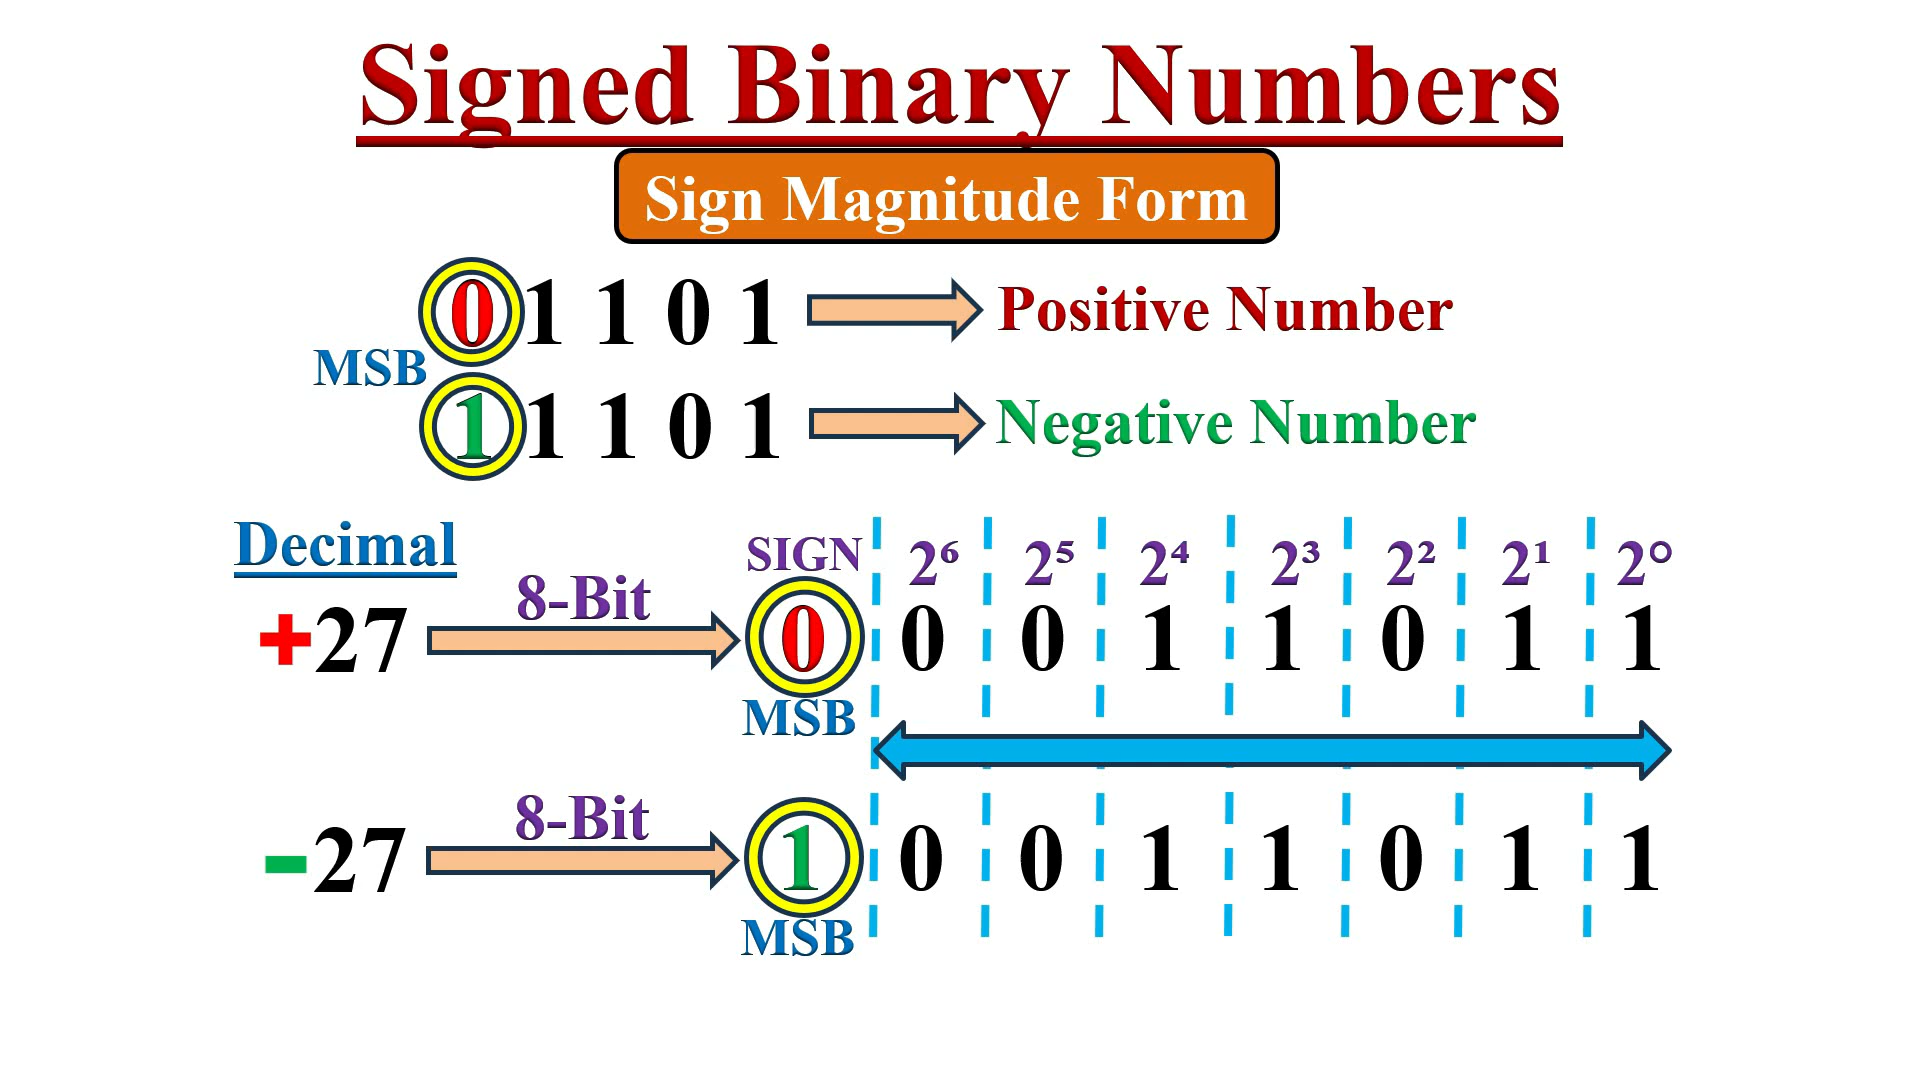 Signed Binary Numbers
Sign Magnitude Form
0 1 1 0 1 Positive Number
MSB
1 1 1 0 1 Negative Number
Decimal
SIGN 2⁶ 2⁵ 2⁴ 2³ 2² 2¹ 2°
+27 8-Bit 0 0 0 1 1 0 1 1
MSB
-27 8-Bit 1 0 0 1 1 0 1 1
MSB